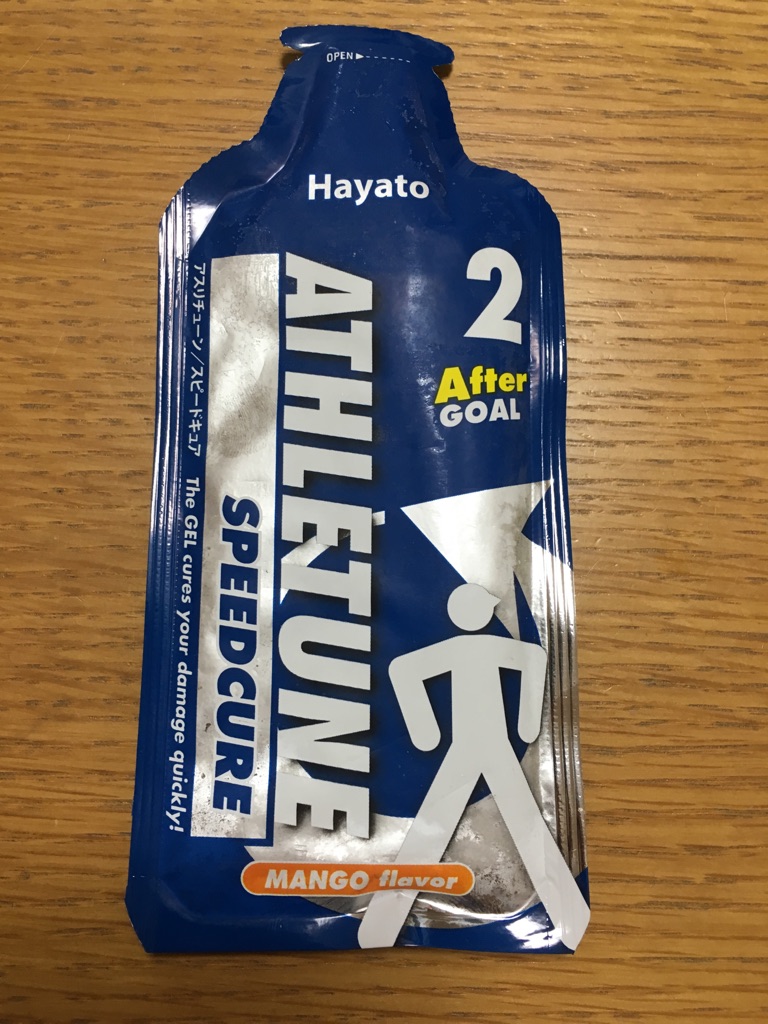 OPEN▶
Hayato
2
After
GOAL
ATHLETUNE
SPEEDCURE
アスリチューン/スピードキュア The GEL cures your damage quickly!
MANGO flavor